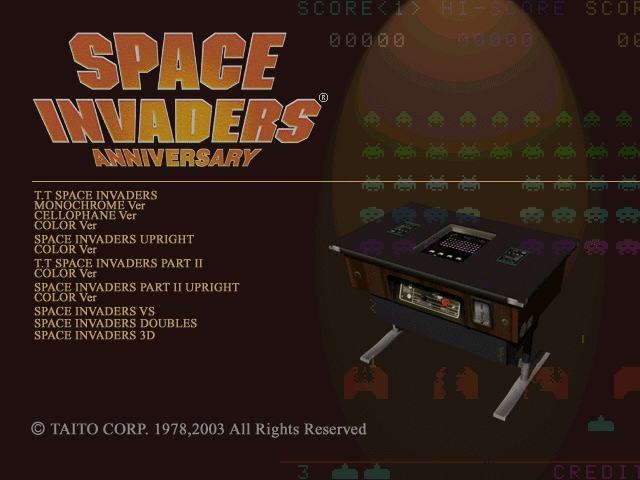 SCORE<1> HI-SCORE SCO
00000 00000 00
SPACE
INVADERS®
ANNIVERSARY
T.T SPACE INVADERS
MONOCHROME Ver
CELLOPHANE Ver
COLOR Ver
SPACE INVADERS UPRIGHT
COLOR Ver
T.T SPACE INVADERS PART II
COLOR Ver
SPACE INVADERS PART II UPRIGHT
COLOR Ver
SPACE INVADERS VS
SPACE INVADERS DOUBLES
SPACE INVADERS 3D
© TAITO CORP. 1978,2003 All Rights Reserved
3 CREDIT